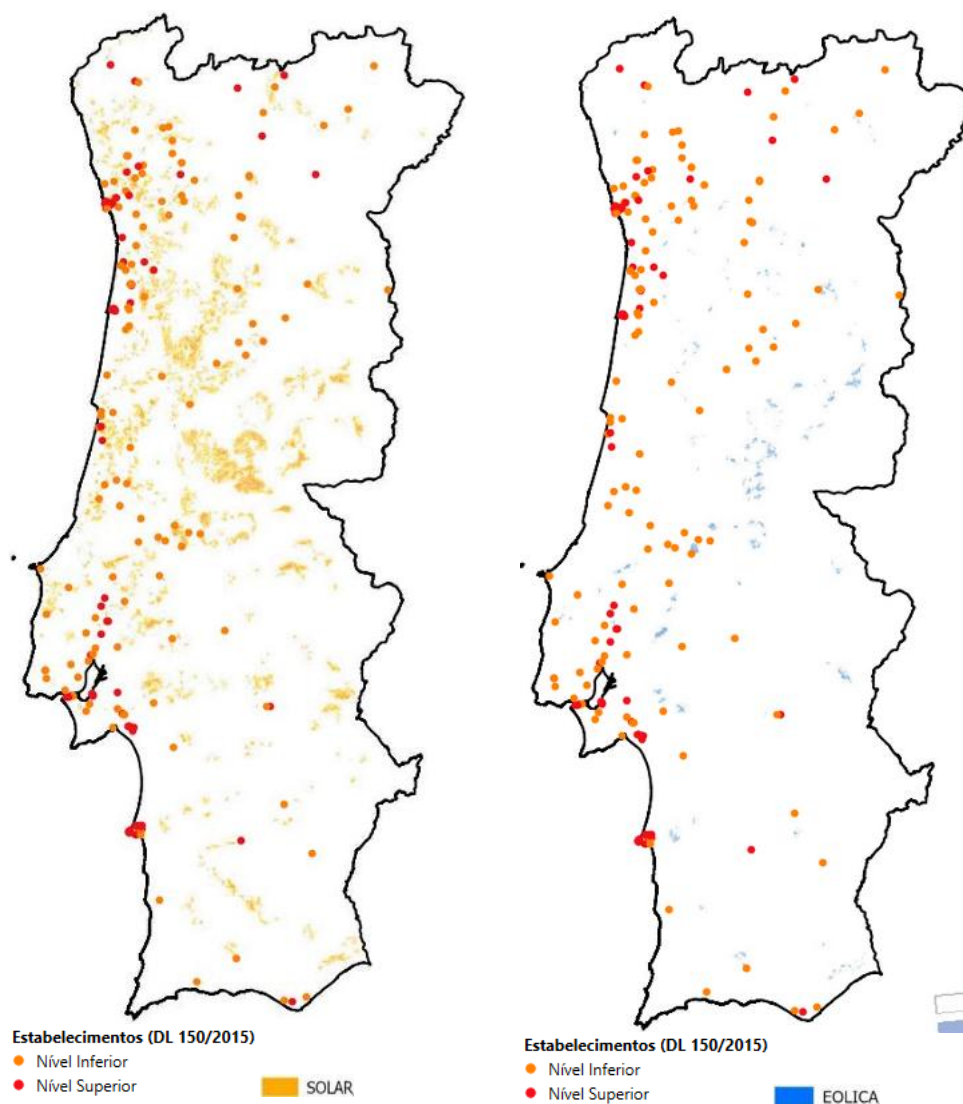 Estabelecimentos (DL 150/2015)
Nível Inferior
Nível Superior
SOLAR
Estabelecimentos (DL 150/2015)
Nível Inferior
Nível Superior
EOLICA